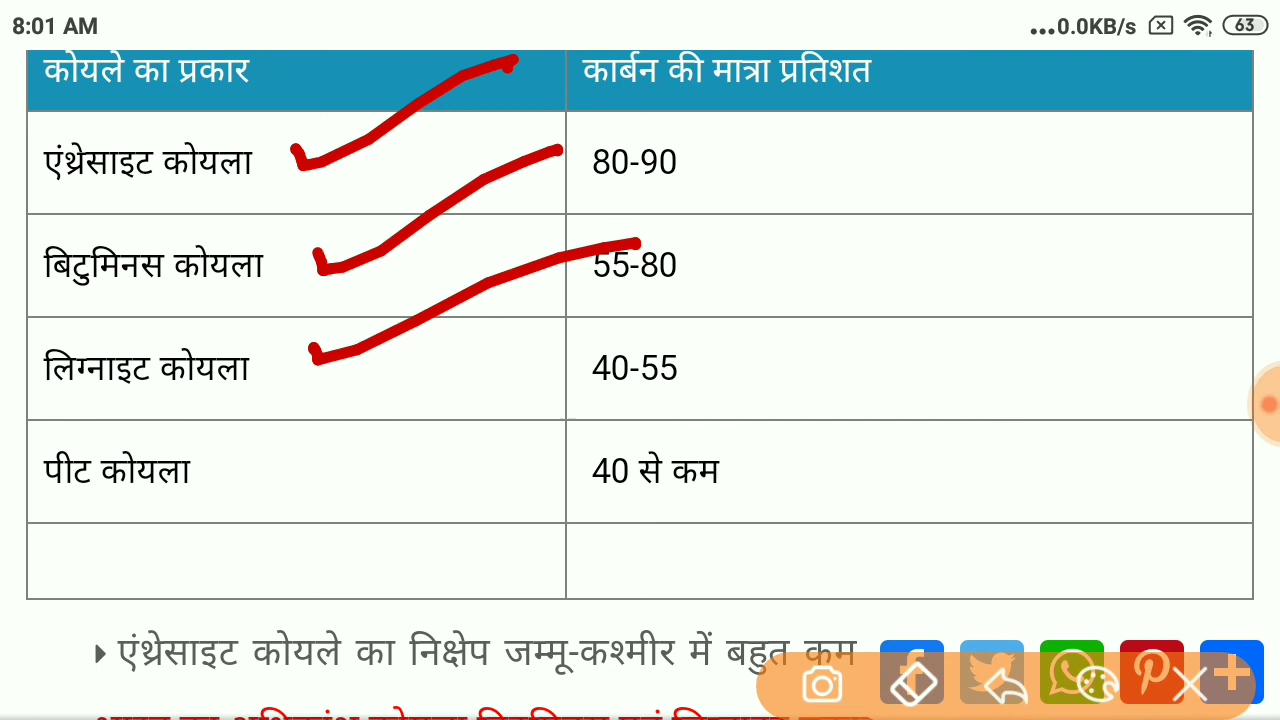 8:01 AM ...0.0KB/s 63
कोयले का प्रकार कार्बन की मात्रा प्रतिशत
एंथ्रेसाइट कोयला 80-90
बिटुमिनस कोयला 55-80
लिग्नाइट कोयला 40-55
पीट कोयला 40 से कम
एंथ्रेसाइट कोयले का निक्षेप जम्मू-कश्मीर में बहुत कम